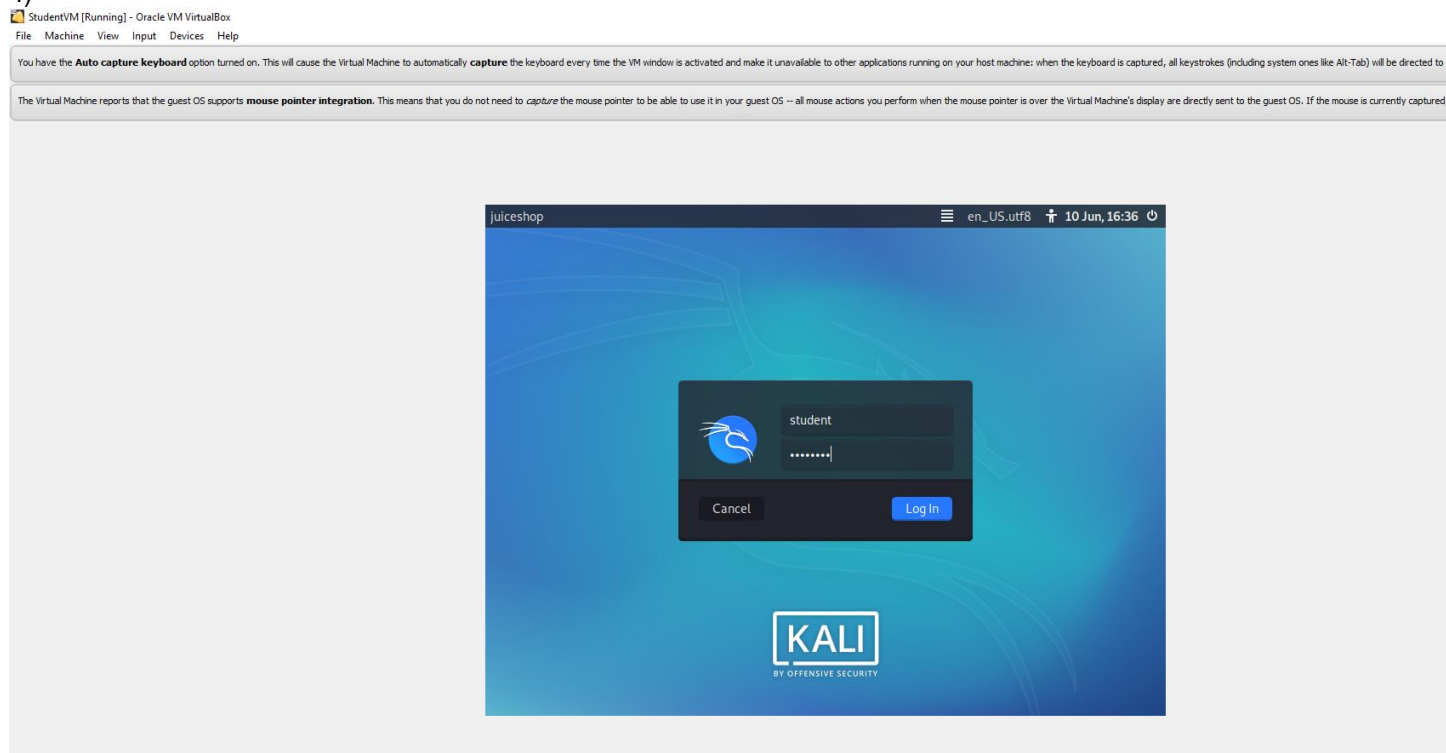 StudentVM [Running] - Oracle VM VirtualBox
File Machine View Input Devices Help
You have the Auto capture keyboard option turned on. This will cause the Virtual Machine to automatically capture the keyboard every time the VM window is activated and make it unavailable to other applications running on your host machine: when the keyboard is captured, all keystrokes (including system ones like Alt-Tab) will be directed to
The Virtual Machine reports that the guest OS supports mouse pointer integration. This means that you do not need to capture the mouse pointer to be able to use it in your guest OS -- all mouse actions you perform when the mouse pointer is over the Virtual Machine's display are directly sent to the guest OS. If the mouse is currently captured
juiceshop en_US.utf8 10 Jun, 16:36
student
••••••••
Cancel Log In
KALI
BY OFFENSIVE SECURITY